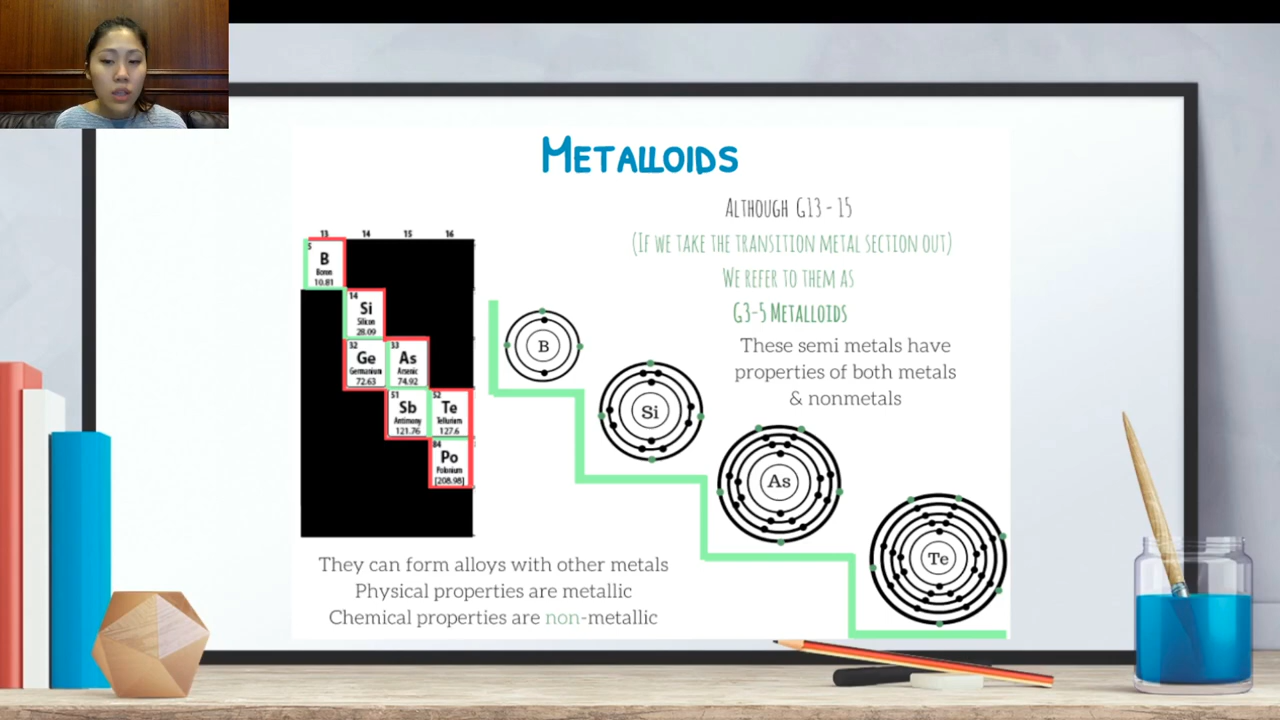 METALLOIDS
ALTHOUGH G13 - 15
(IF WE TAKE THE TRANSITION METAL SECTION OUT)
WE REFER TO THEM AS
G3-5 METALLOIDS
These semi metals have
properties of both metals
& nonmetals
13 14 15 16
5
B
Boron
10.81
14
Si
Silicon
28.09
32
Ge
Germanium
72.63
33
As
Arsenic
74.92
51
Sb
Antimony
121.76
52
Te
Tellurium
127.6
84
Po
Polonium
[208.98]
B
Si
As
Te
They can form alloys with other metals
Physical properties are metallic
Chemical properties are non-metallic